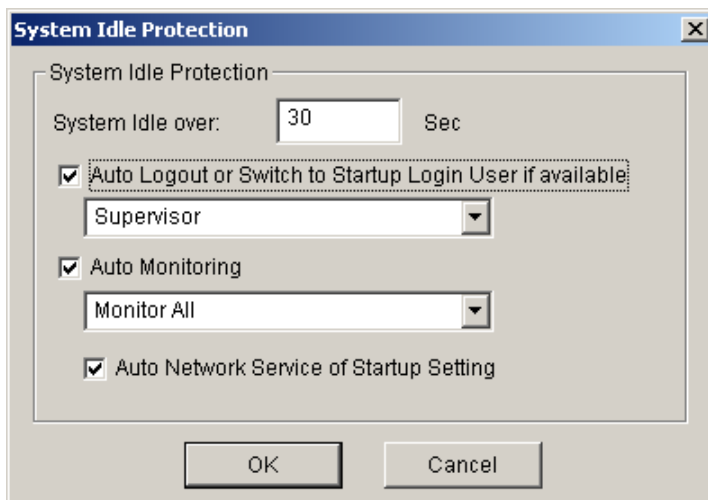 System Idle Protection
System Idle Protection
System Idle over: 30 Sec
Auto Logout or Switch to Startup Login User if available
Supervisor
Auto Monitoring
Monitor All
Auto Network Service of Startup Setting
OK Cancel